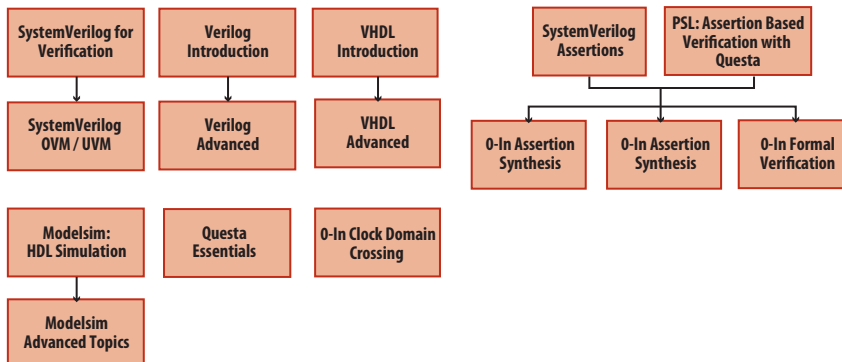 SystemVerilog for
Verification
Verilog
Introduction
VHDL
Introduction
SystemVerilog
Assertions
PSL: Assertion Based
Verification with
Questa
SystemVerilog
OVM / UVM
Verilog
Advanced
VHDL
Advanced
0-In Assertion
Synthesis
0-In Assertion
Synthesis
0-In Formal
Verification
Modelsim:
HDL Simulation
Questa
Essentials
0-In Clock Domain
Crossing
Modelsim
Advanced Topics